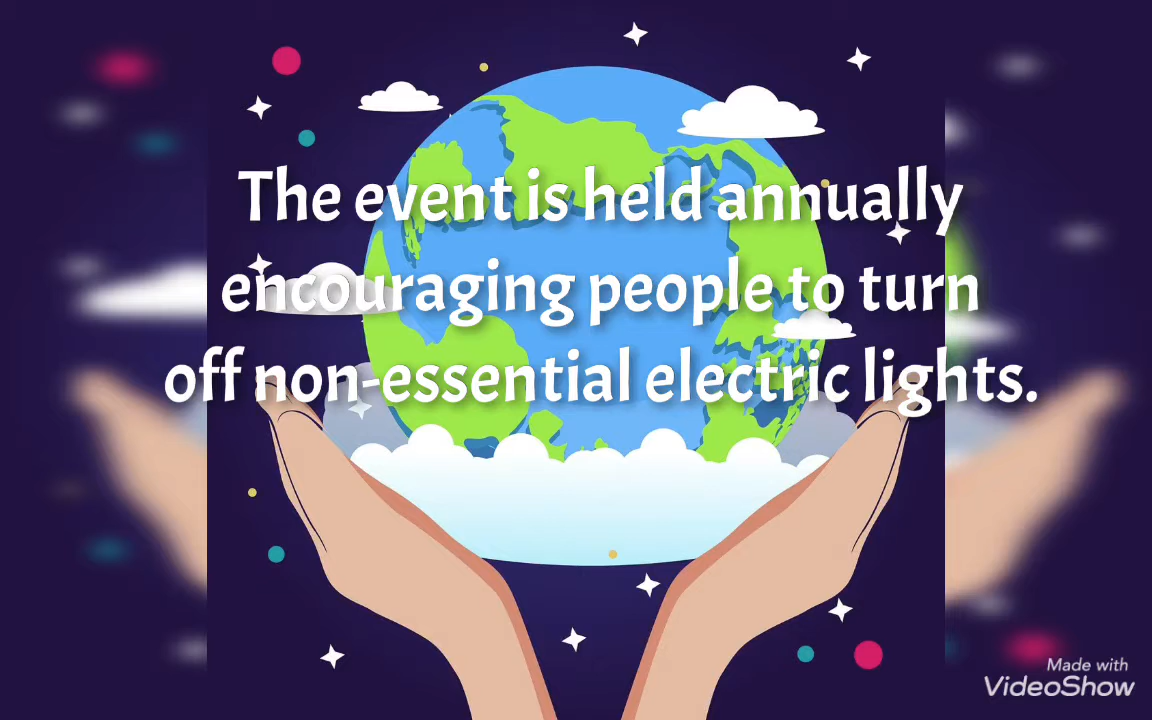 The event is held annually
encouraging people to turn
off non-essential electric lights.
Made with
VideoShow